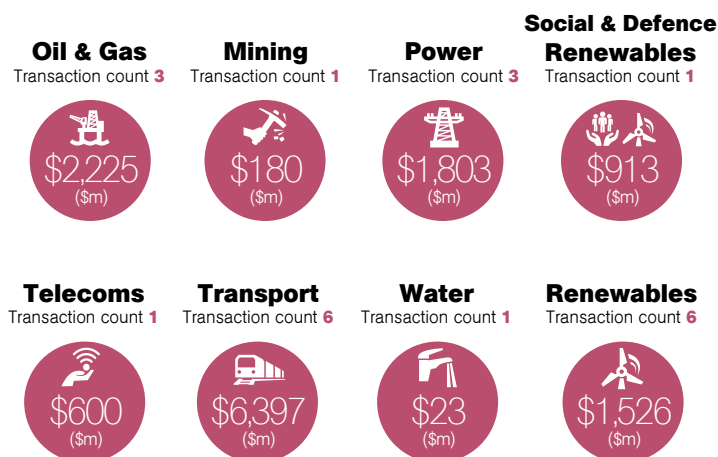 Oil & Gas
Transaction count 3
$2,225
($m)
Mining
Transaction count 1
$180
($m)
Power
Transaction count 3
$1,803
($m)
Social & Defence
Renewables
Transaction count 1
$913
($m)
Telecoms
Transaction count 1
$600
($m)
Transport
Transaction count 6
$6,397
($m)
Water
Transaction count 1
$23
($m)
Renewables
Transaction count 6
$1,526
($m)